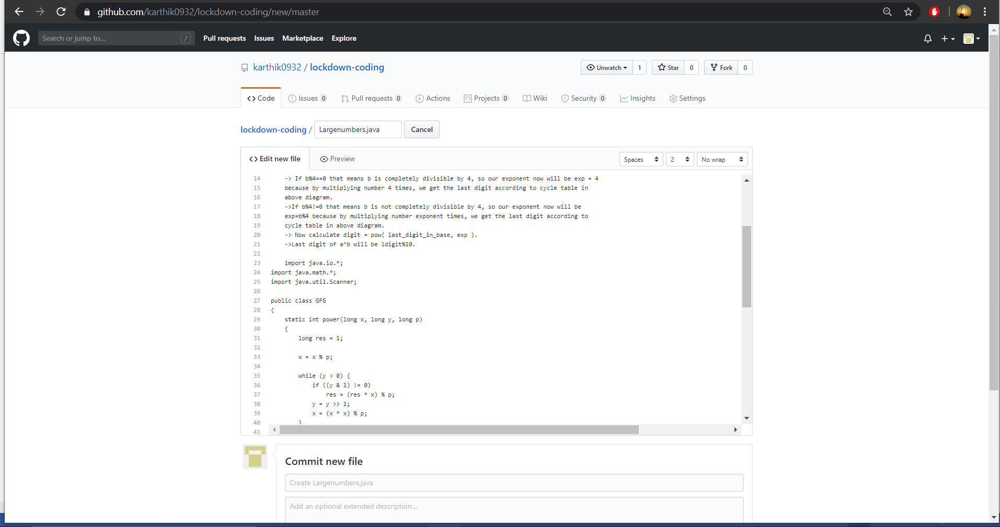 github.com/karthik0932/lockdown-coding/new/master
Search or jump to... /
Pull requests Issues Marketplace Explore
karthik0932 / lockdown-coding
Unwatch 1 Star 0 Fork 0
Code Issues 0 Pull requests 0 Actions Projects 0 Wiki Security 0 Insights Settings
lockdown-coding / Largenumbers.java Cancel
Edit new file Preview Spaces 2 No wrap
14 -> If b%4==0 that means b is completely divisible by 4, so our exponent now will be exp = 4
15 because by multiplying number 4 times, we get the last digit according to cycle table in
16 above diagram.
17 ->If b%4!=0 that means b is not completely divisible by 4, so our exponent now will be
18 exp=b%4 because by multiplying number exponent times, we get the last digit according to
19 cycle table in above diagram.
20 -> Now calculate digit = pow( last_digit_in_base, exp ).
21 ->Last digit of a^b will be ldigit%10.
22
23 import java.io.*;
24 import java.math.*;
25 import java.util.Scanner;
26
27 public class GFG
28 {
29 static int power(long x, long y, long p)
30 {
31 long res = 1;
32
33 x = x % p;
34
35 while (y > 0) {
36 if ((y & 1) != 0)
37 res = (res * x) % p;
38 y = y >> 1;
39 x = (x * x) % p;
40 }
41
Commit new file
Create Largenumbers.java
Add an optional extended description...